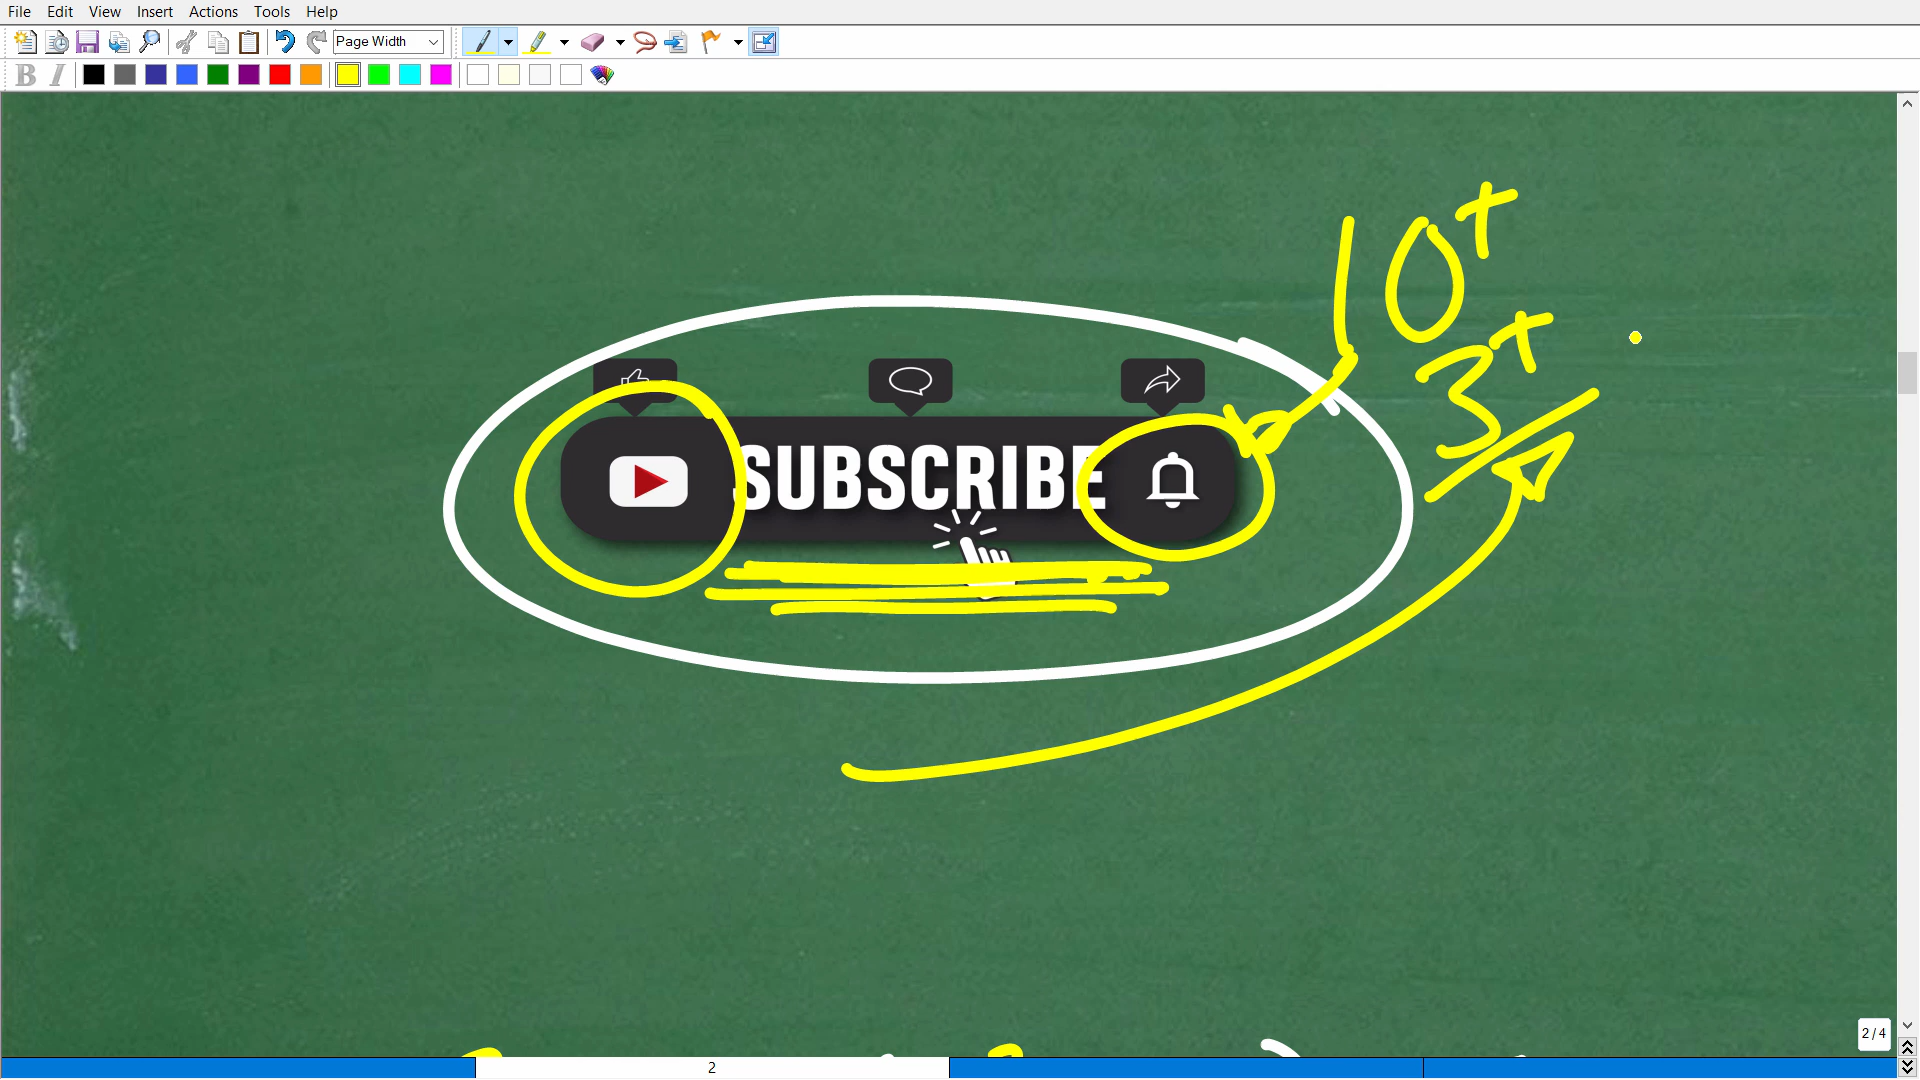 File Edit View Insert Actions Tools Help
Page Width
B I
10+
3+
SUBSCRIBE
2 / 4
2